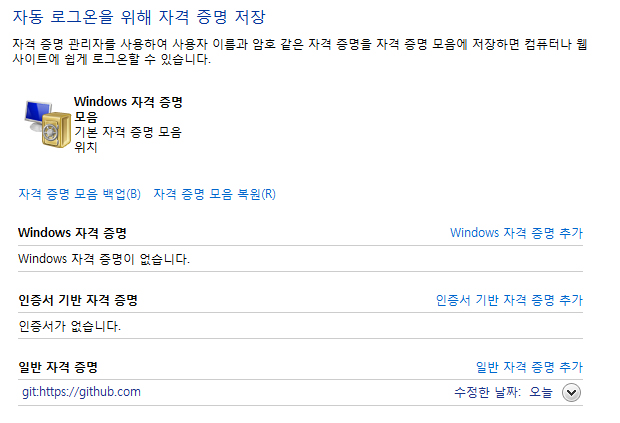 자동 로그온을 위해 자격 증명 저장
자격 증명 관리자를 사용하여 사용자 이름과 암호 같은 자격 증명을 자격 증명 모음에 저장하면 컴퓨터나 웹
사이트에 쉽게 로그온할 수 있습니다.
Windows 자격 증명
모음
기본 자격 증명 모음
위치
자격 증명 모음 백업(B) 자격 증명 모음 복원(R)
Windows 자격 증명 Windows 자격 증명 추가
Windows 자격 증명이 없습니다.
인증서 기반 자격 증명 인증서 기반 자격 증명 추가
인증서가 없습니다.
일반 자격 증명 일반 자격 증명 추가
git:https://github.com 수정한 날짜: 오늘